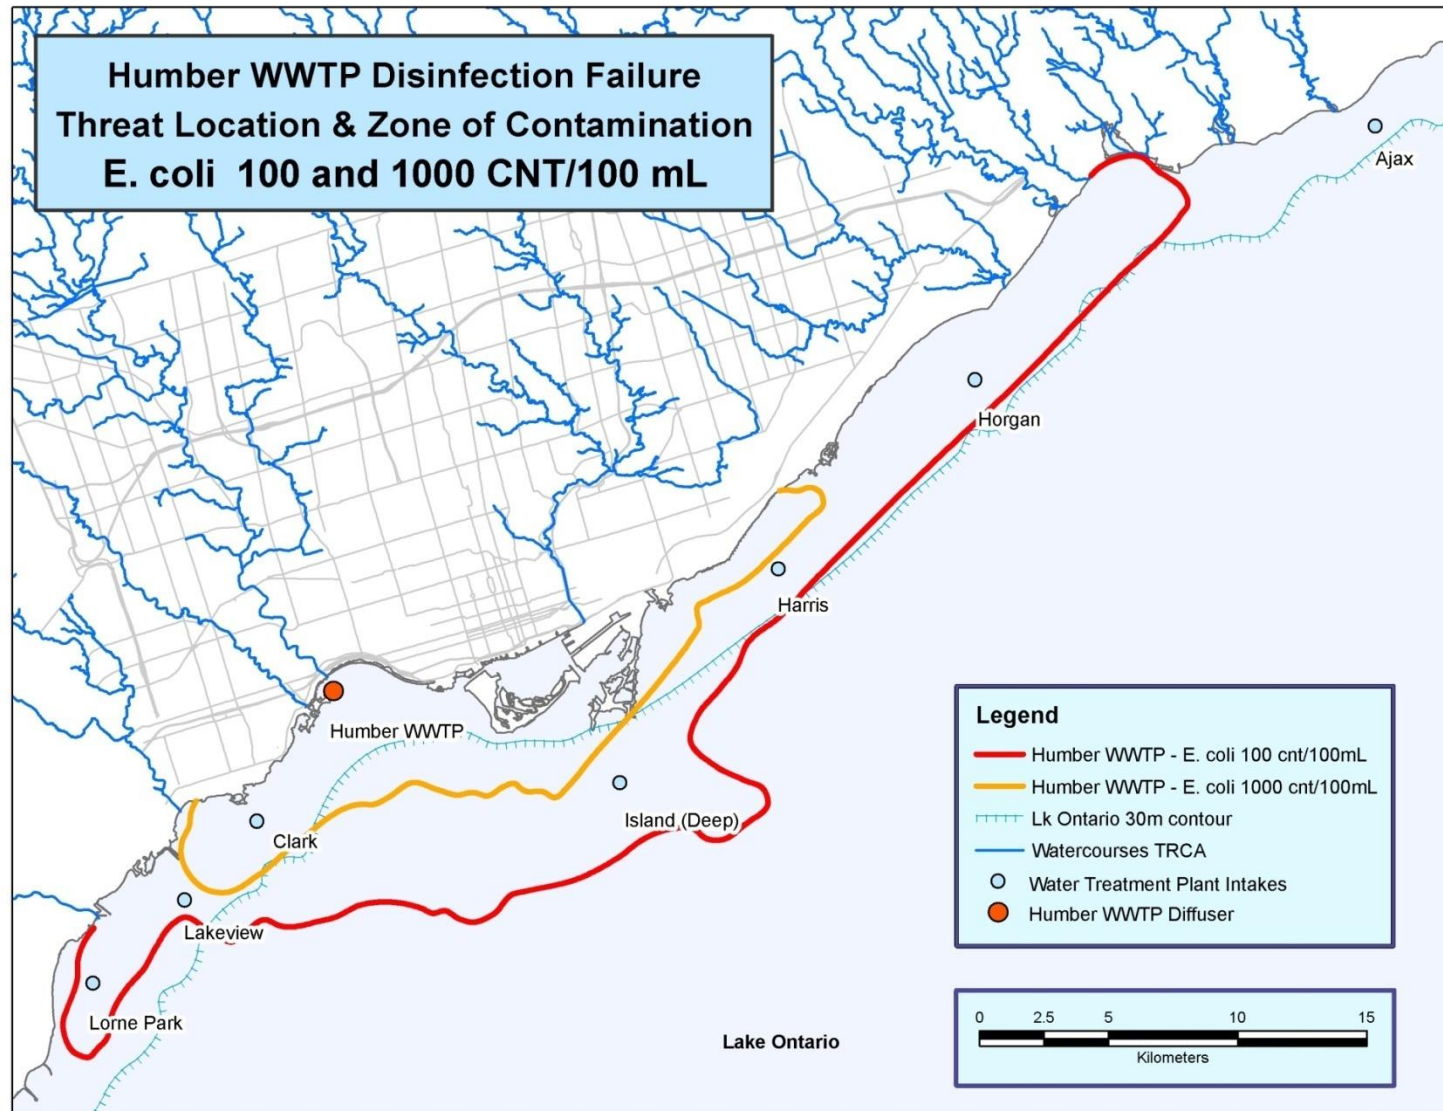 Humber WWTP Disinfection Failure
Threat Location & Zone of Contamination
E. coli 100 and 1000 CNT/100 mL
Ajax
Horgan
Harris
Humber WWTP
Island (Deep)
Clark
Lakeview
Lorne Park
Lake Ontario
Legend
Humber WWTP - E. coli 100 cnt/100mL
Humber WWTP - E. coli 1000 cnt/100mL
Lk Ontario 30m contour
Watercourses TRCA
Water Treatment Plant Intakes
Humber WWTP Diffuser
0 2.5 5 10 15
Kilometers